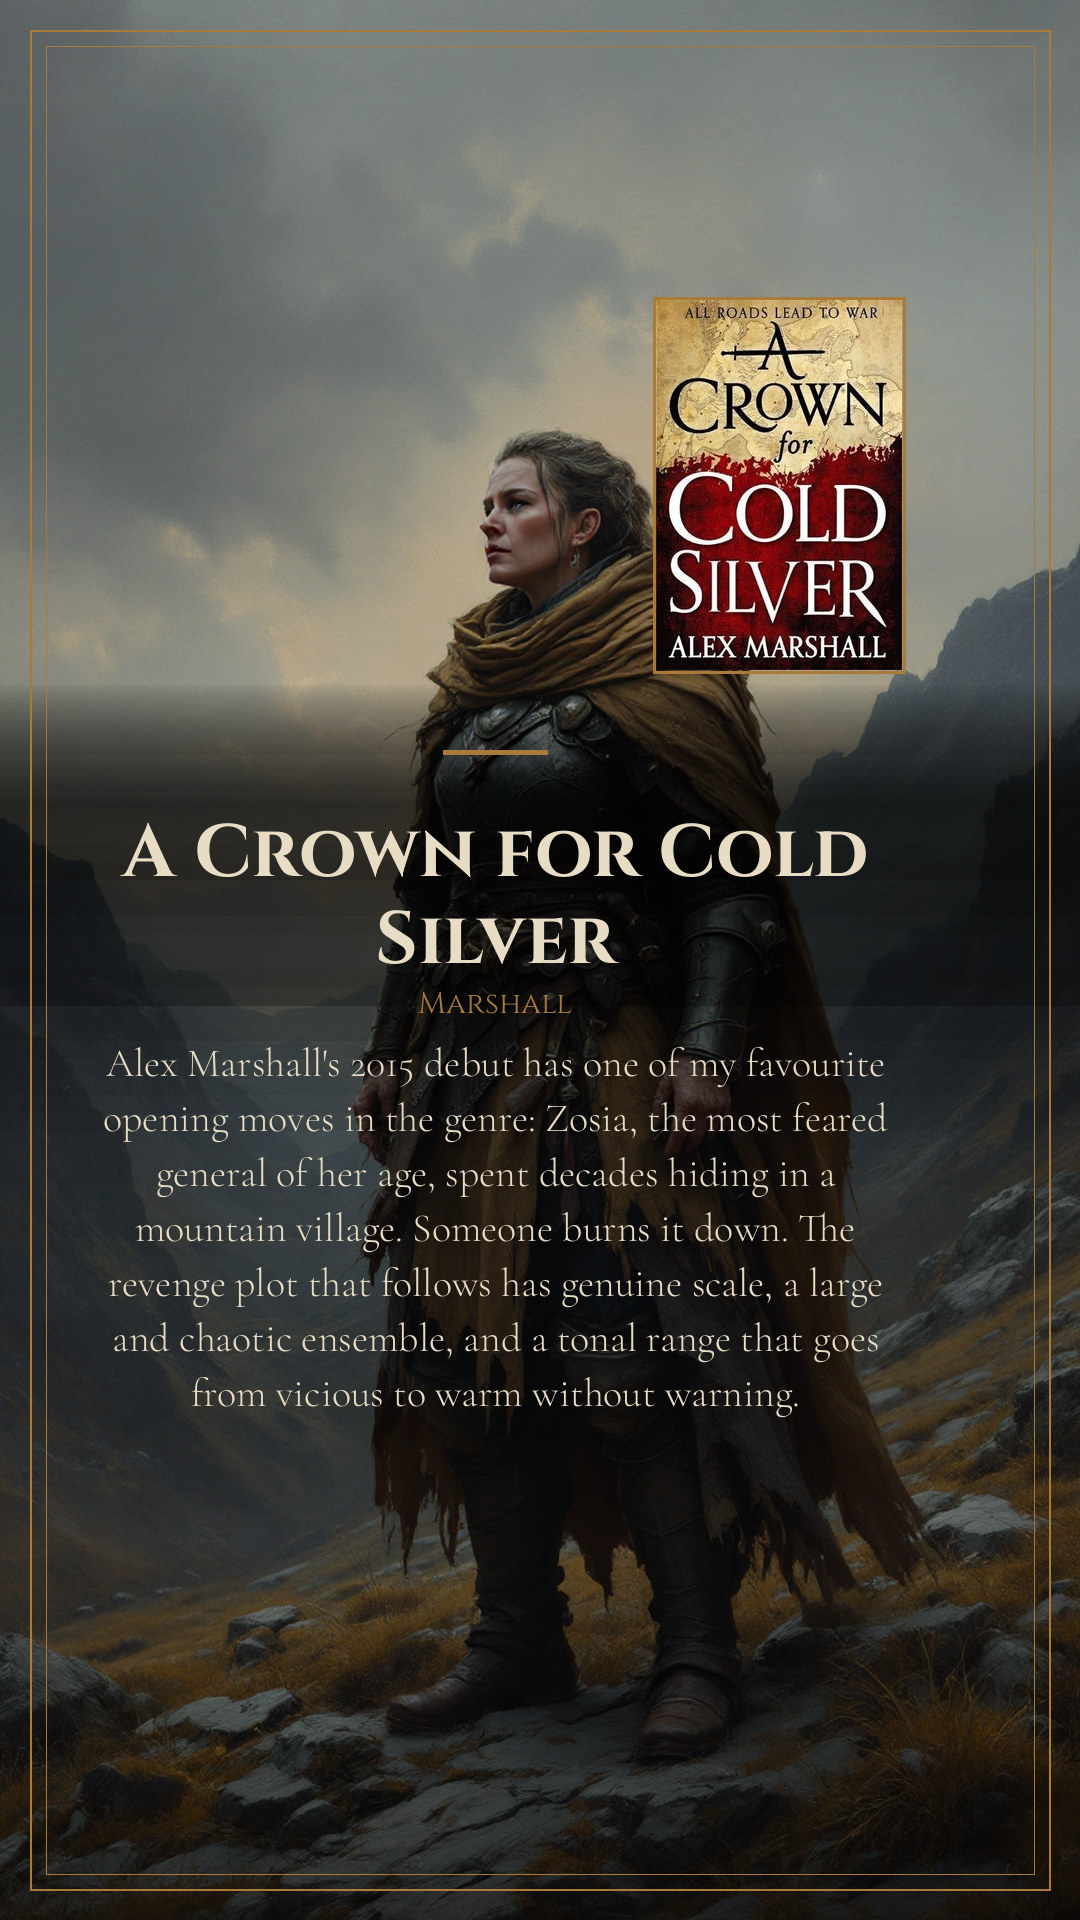 ALL ROADS LEAD TO WAR
A
CROWN
for
COLD
SILVER
ALEX MARSHALL
A Crown for Cold
Silver
Marshall
Alex Marshall's 2015 debut has one of my favourite
opening moves in the genre: Zosia, the most feared
general of her age, spent decades hiding in a
mountain village. Someone burns it down. The
revenge plot that follows has genuine scale, a large
and chaotic ensemble, and a tonal range that goes
from vicious to warm without warning.